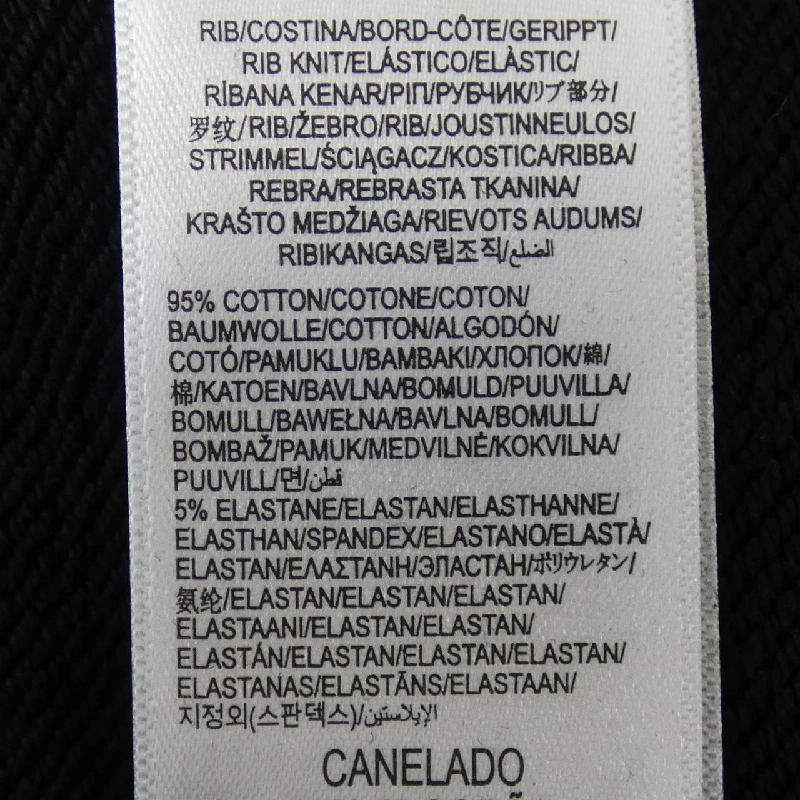 RIB/COSTINA/BORD-CÔTE/GERIPPT/
RIB KNIT/ELÁSTICO/ELÀSTIC/
RİBANA KENAR/ΡΙΠ/РУБЧИК/リブ部分/
罗纹/RIB/ŽEBRO/RIB/JOUSTINNEULOS/
STRIMMEL/ŚCIĄGACZ/KOSTICA/RIBBA/
REBRA/REBRASTA TKANINA/
KRAŠTO MEDŽIAGA/RIEVOTS AUDUMS/
RIBIKANGAS/립조직/الضلع
95% COTTON/COTONE/COTON/
BAUMWOLLE/COTTON/ALGODÓN/
COTÓ/PAMUKLU/BAMBAKI/ХЛОПОК/綿/
棉/KATOEN/BAVLNA/BOMULD/PUUVILLA/
BOMULL/BAWEŁNA/BAVLNA/BOMULL/
BOMBAŽ/PAMUK/MEDVILNĖ/KOKVILNA/
PUUVILL/면/قطن
5% ELASTANE/ELASTAN/ELASTHANNE/
ELASTHAN/SPANDEX/ELASTANO/ELASTÀ/
ELASTAN/ΕΛΑΣΤΑΝΗ/ЭЛАСТАН/ポリウレタン/
氨纶/ELASTAN/ELASTAN/ELASTAN/
ELASTAANI/ELASTAN/ELASTAN/
ELASTÁN/ELASTAN/ELASTAN/ELASTAN/
ELASTANAS/ELASTĀNS/ELASTAAN/
지정외(스판덱스)/الإيلاستين
CANELADO